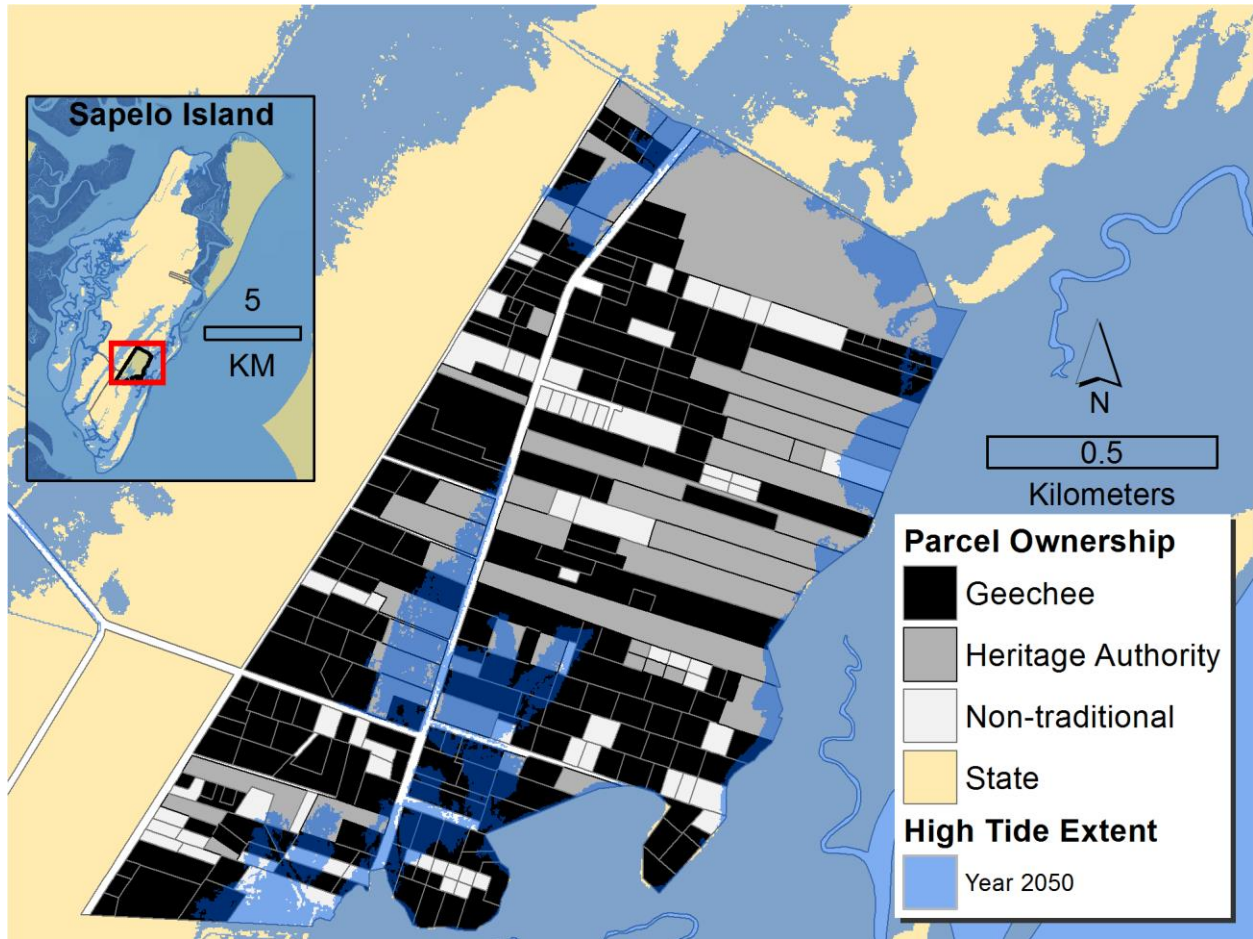 Sapelo Island
5
KM
N
0.5
Kilometers
Parcel Ownership
Geechee
Heritage Authority
Non-traditional
State
High Tide Extent
Year 2050